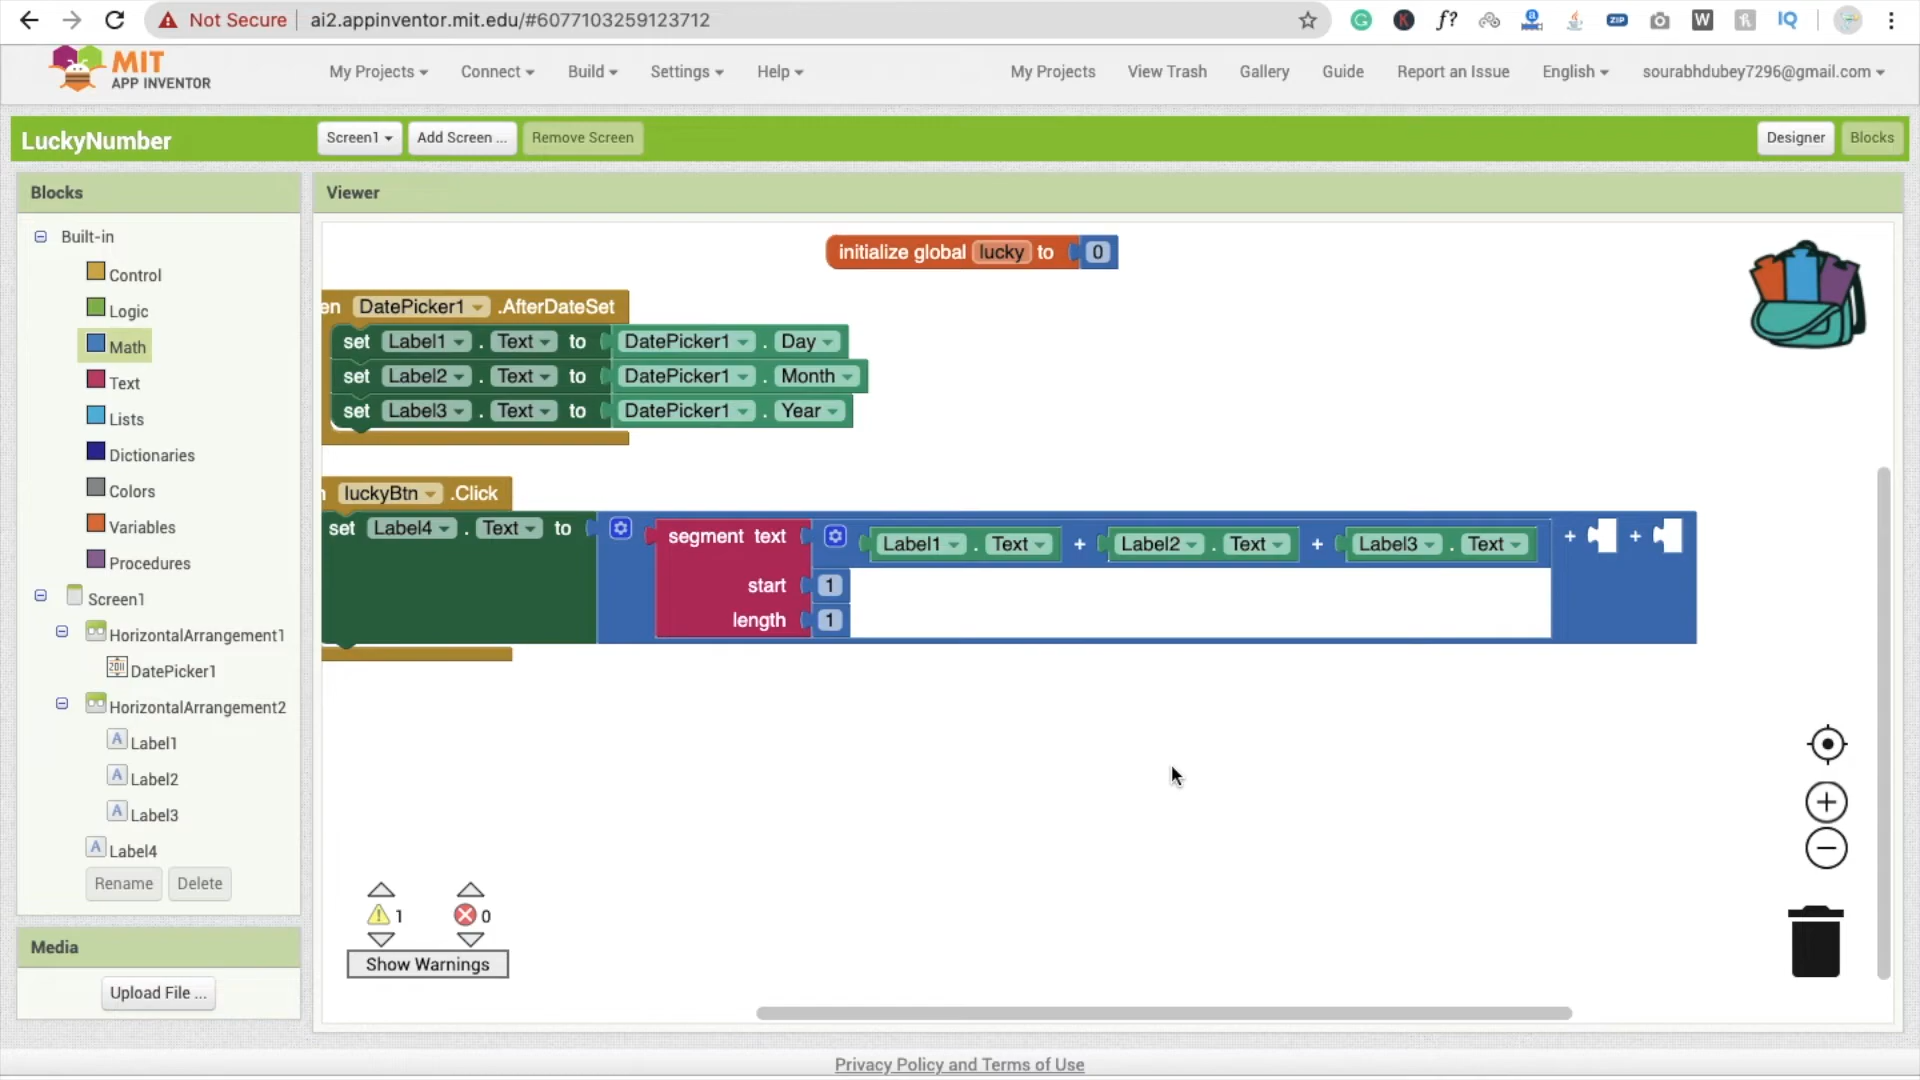 Not Secure ai2.appinventor.mit.edu/#6077103259123712
MIT
APP INVENTOR
My Projects Connect Build Settings Help My Projects View Trash Gallery Guide Report an Issue English sourabhdubey7296@gmail.com
LuckyNumber Screen1 Add Screen ... Remove Screen Designer Blocks
Blocks
Built-in
Control
Logic
Math
Text
Lists
Dictionaries
Colors
Variables
Procedures
Screen1
HorizontalArrangement1
DatePicker1
HorizontalArrangement2
Label1
Label2
Label3
Label4
Rename Delete
Media
Upload File ...
Viewer
initialize global lucky to 0
en DatePicker1 .AfterDateSet
set Label1 . Text to DatePicker1 . Day
set Label2 . Text to DatePicker1 . Month
set Label3 . Text to DatePicker1 . Year
luckyBtn .Click
set Label4 . Text to segment text Label1 . Text + Label2 . Text + Label3 . Text + +
start 1
length 1
1 0
Show Warnings
Privacy Policy and Terms of Use